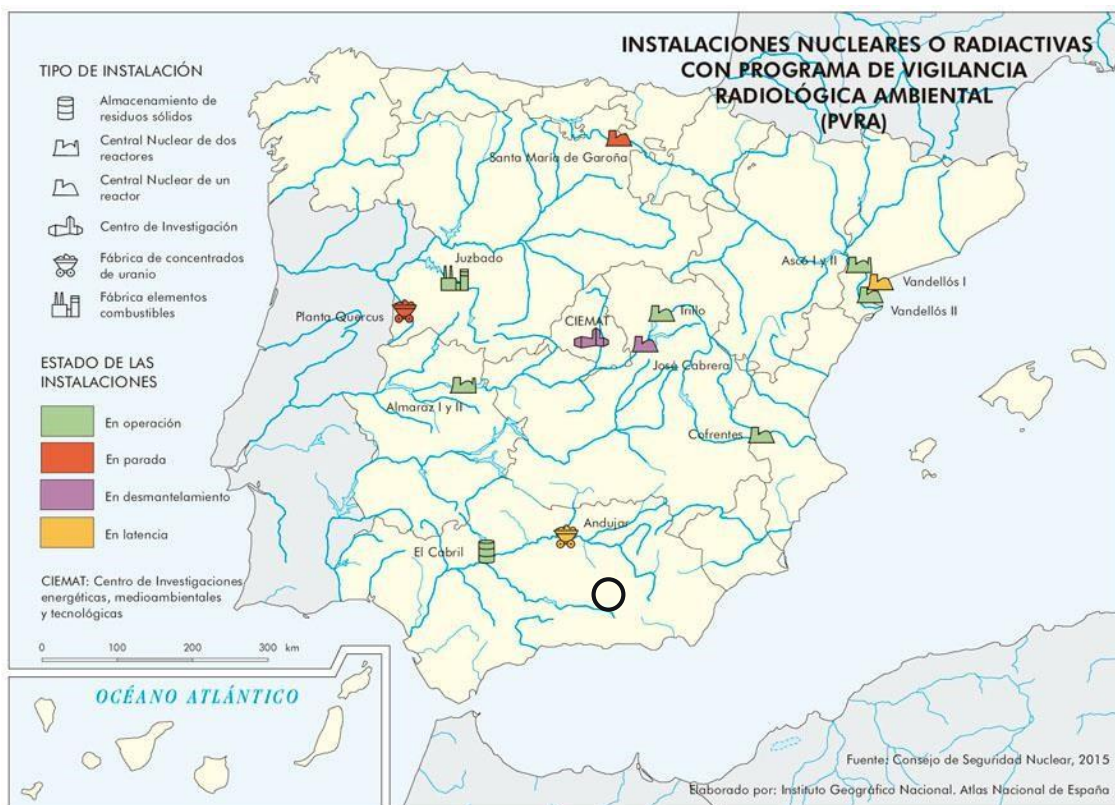 INSTALACIONES NUCLEARES O RADIACTIVAS
CON PROGRAMA DE VIGILANCIA
RADIOLÓGICA AMBIENTAL
(PVRA)
TIPO DE INSTALACIÓN
Almacenamiento de
residuos sólidos
Central Nuclear de dos
reactores
Central Nuclear de un
reactor
Centro de Investigación
Fábrica de concentrados
de uranio
Fábrica elementos
combustibles
ESTADO DE LAS
INSTALACIONES
En operación
En parada
En desmantelamiento
En latencia
CIEMAT: Centro de Investigaciones
energéticas, medioambientales
y tecnológicas
0 100 200 300 km
Santa María de Garoña
Juzbado
Planta Quercus
CIEMAT
Trillo
José Cabrera
Ascó I y II
Vandellós I
Vandellós II
Almaraz I y II
Cofrentes
Andujar
El Cabril
OCÉANO ATLÁNTICO
Fuente: Consejo de Seguridad Nuclear, 2015
Elaborado por: Instituto Geográfico Nacional. Atlas Nacional de España